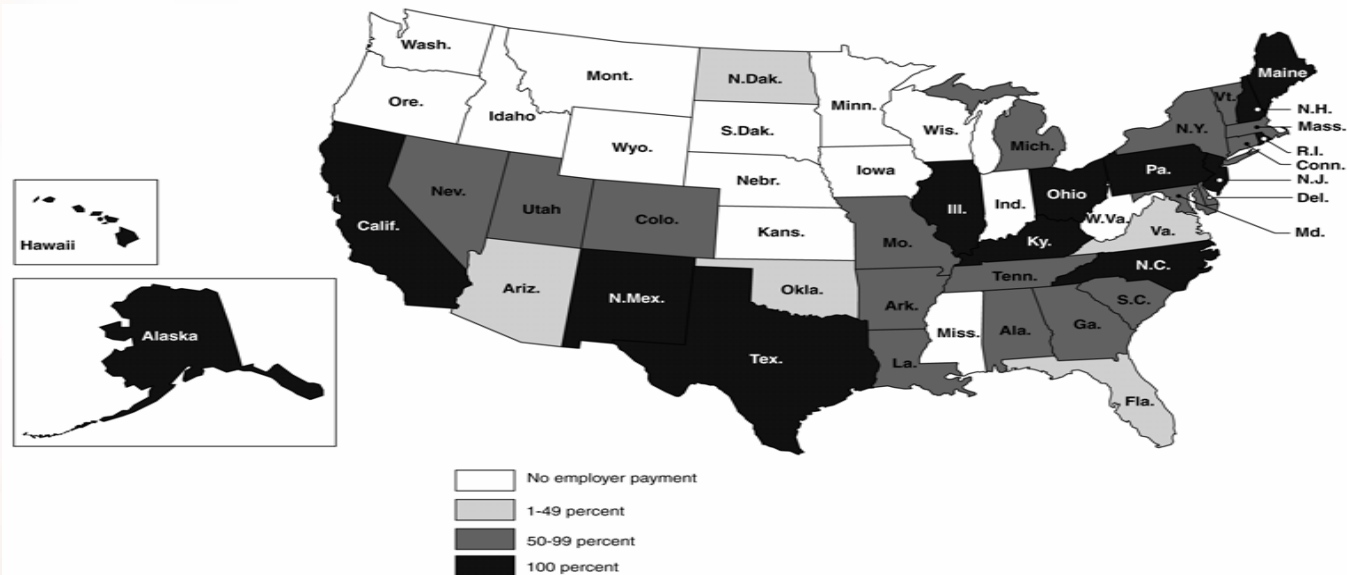 Wash.
Mont.
N.Dak.
Minn.
Maine
Vt.
N.H.
Mass.
Ore.
Idaho
S.Dak.
Wis.
Mich.
N.Y.
R.I.
Conn.
Wyo.
Iowa
Pa.
N.J.
Nebr.
Nev.
Utah
Colo.
Ill.
Ind.
Ohio
Del.
Calif.
Kans.
Mo.
Ky.
W.Va.
Va.
Md.
Hawaii
Ariz.
N.Mex.
Okla.
Ark.
Tenn.
N.C.
S.C.
Alaska
Tex.
La.
Miss.
Ala.
Ga.
Fla.
No employer payment
1-49 percent
50-99 percent
100 percent